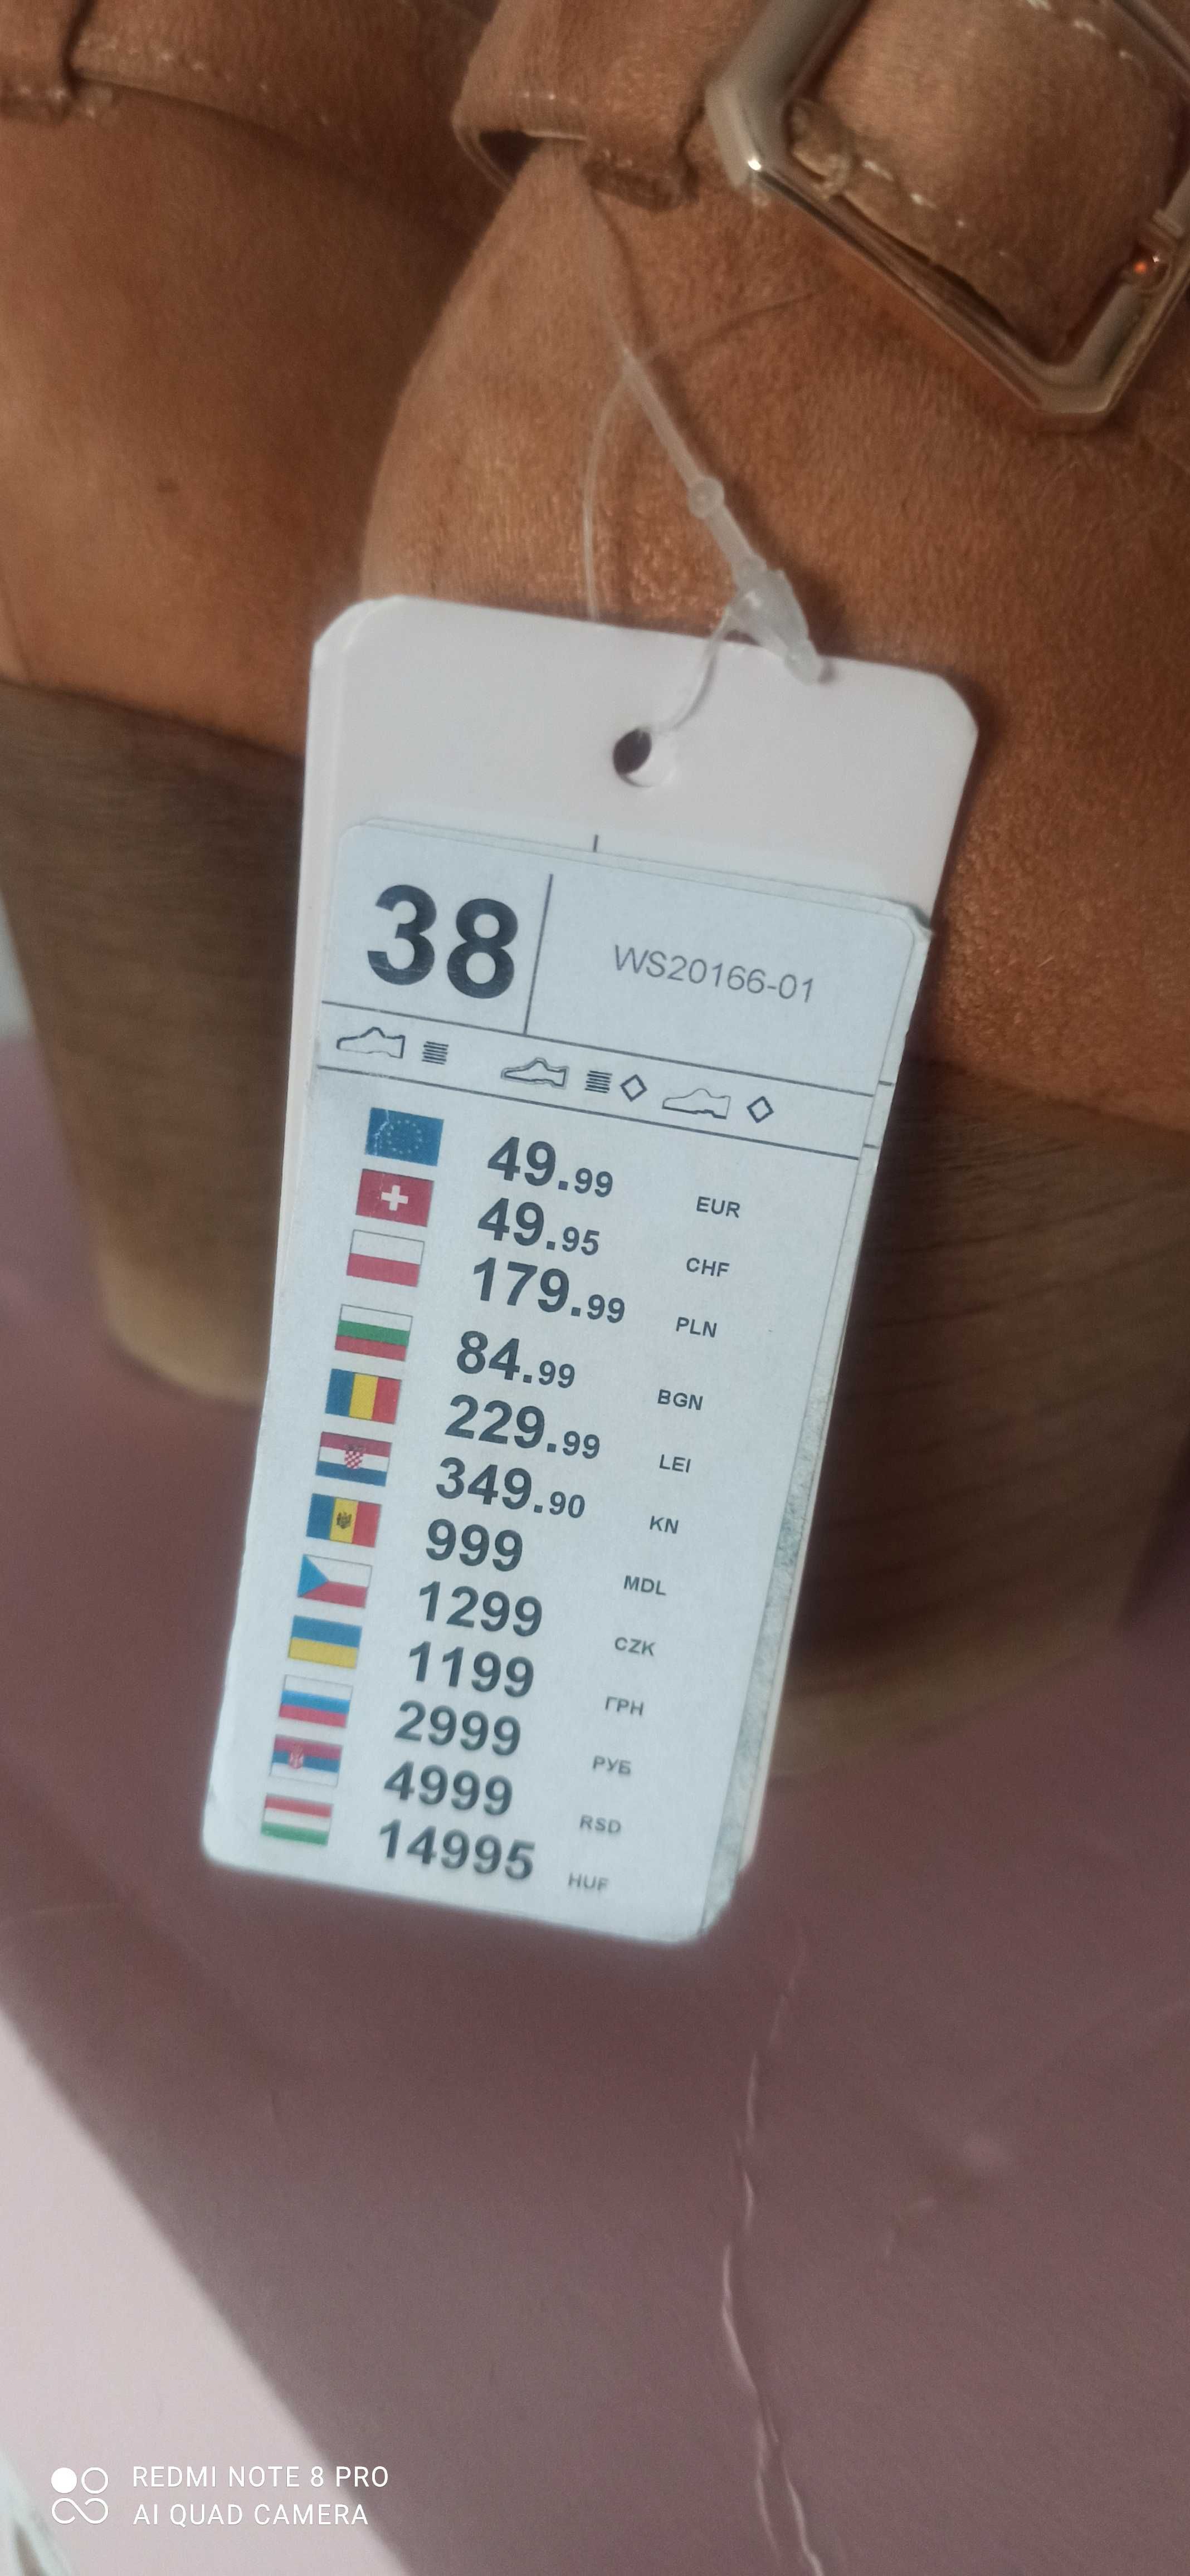 38
WS20166-01
49.99 EUR
49.95 CHF
179.99 PLN
84.99 BGN
229.99 LEI
349.90 KN
999 MDL
1299 CZK
1199 ГРН
2999 РУБ
4999 RSD
14995 HUF
REDMI NOTE 8 PRO
AI QUAD CAMERA